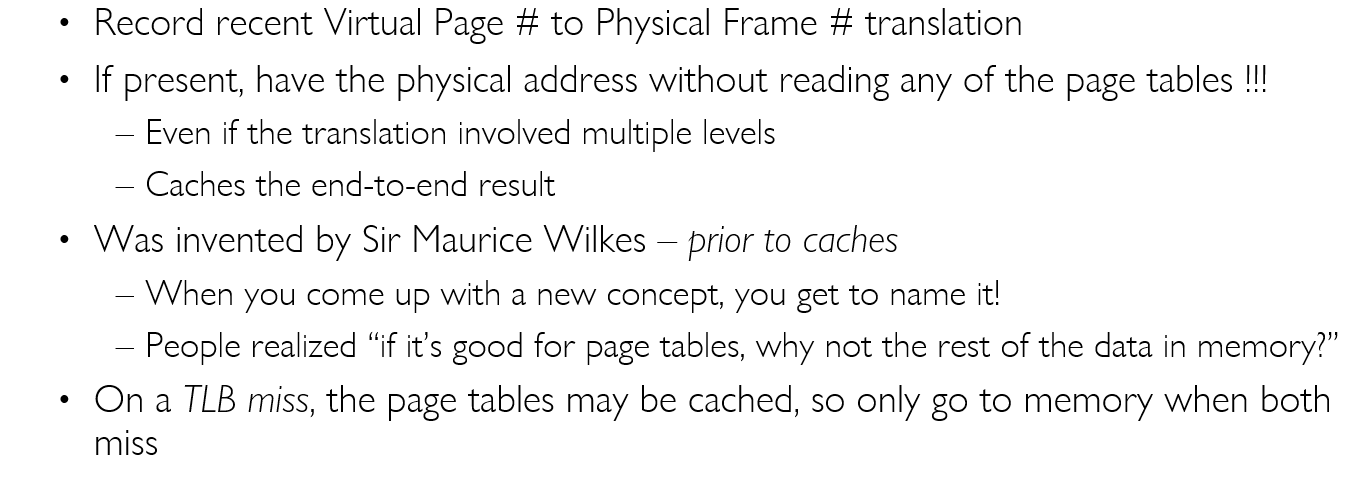 • Record recent Virtual Page # to Physical Frame # translation
• If present, have the physical address without reading any of the page tables !!!
– Even if the translation involved multiple levels
– Caches the end-to-end result
• Was invented by Sir Maurice Wilkes – prior to caches
– When you come up with a new concept, you get to name it!
– People realized “if it’s good for page tables, why not the rest of the data in memory?”
• On a TLB miss, the page tables may be cached, so only go to memory when both
miss